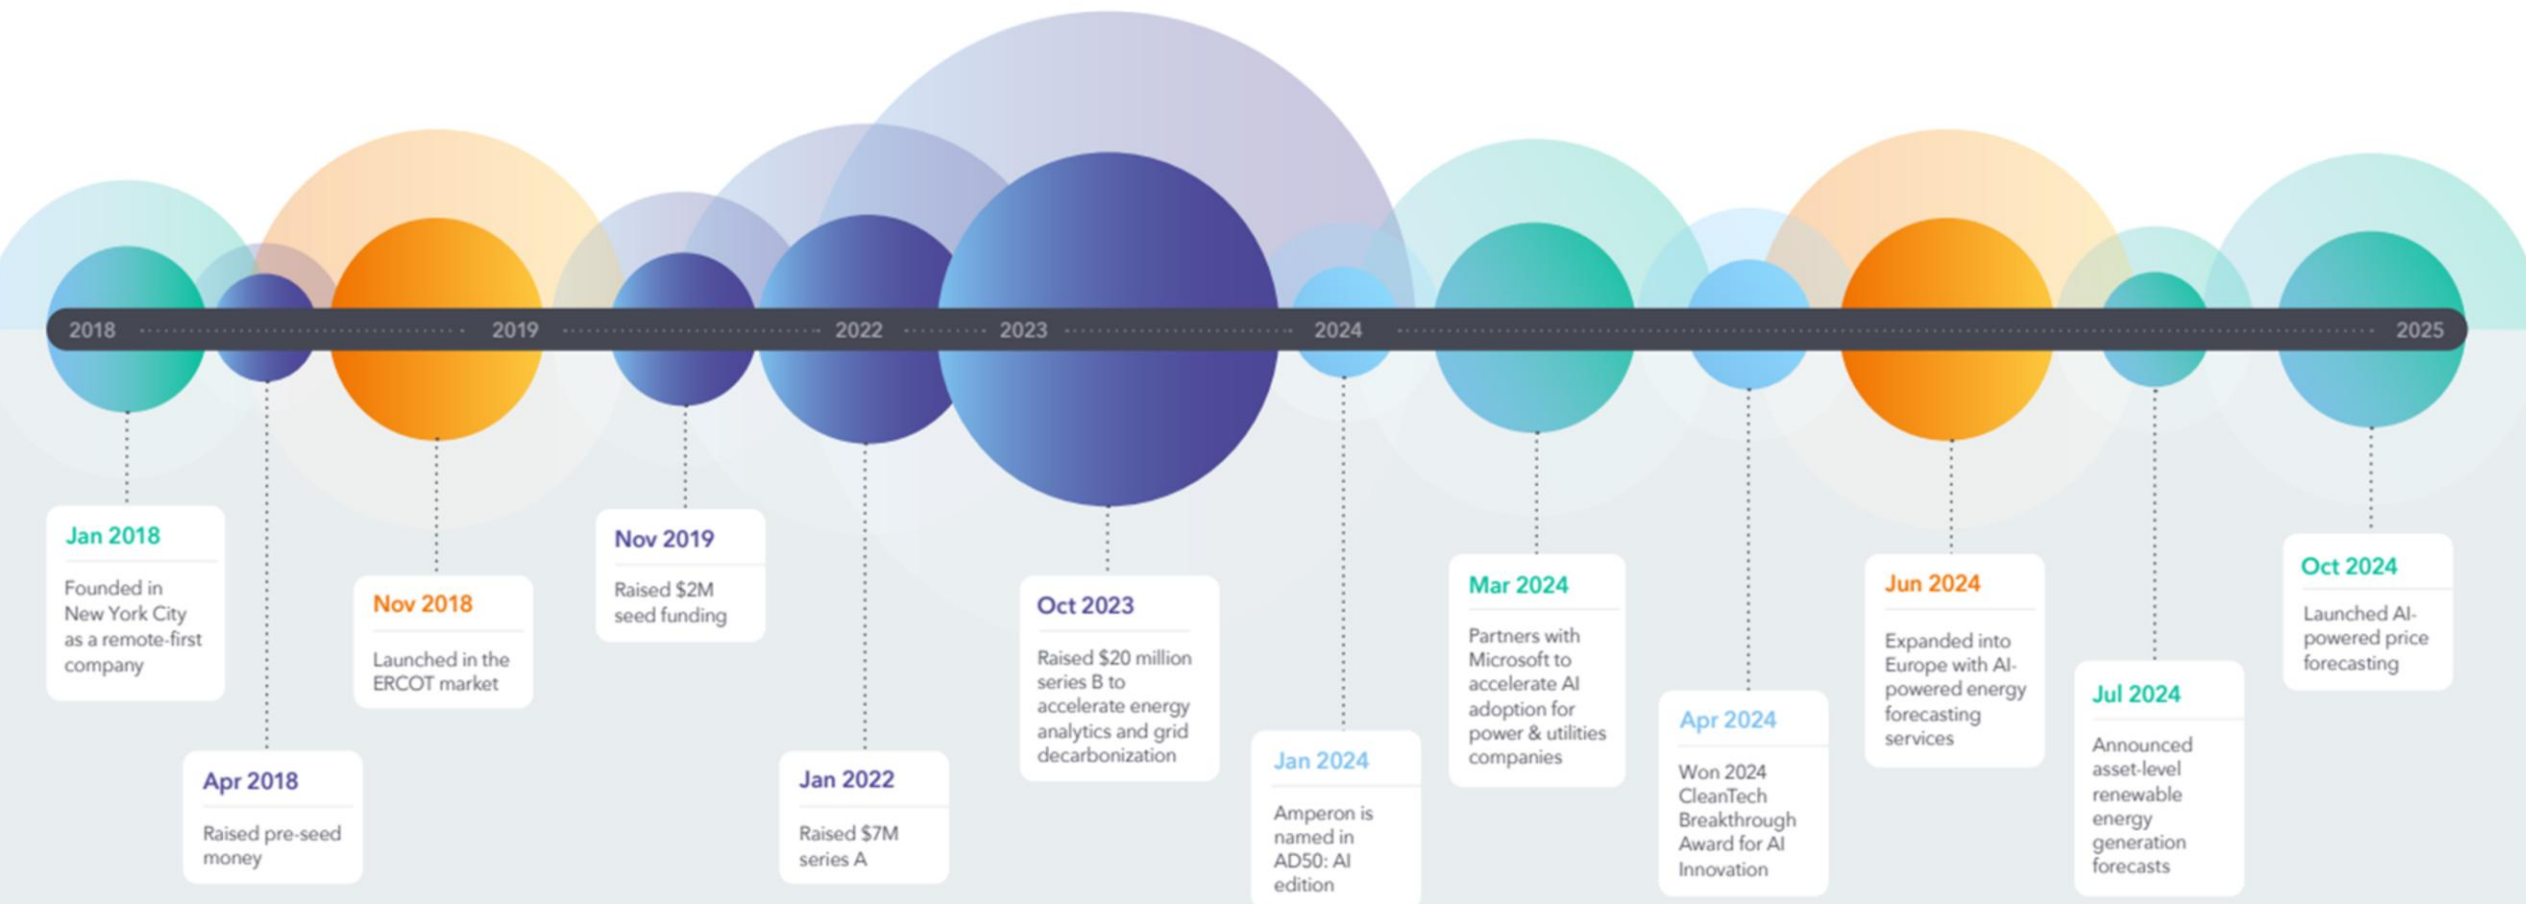 2018
2019
2022
2023
2024
2025
Jan 2018
Founded in
New York City
as a remote-first
company
Apr 2018
Raised pre-seed
money
Nov 2018
Launched in the
ERCOT market
Nov 2019
Raised $2M
seed funding
Jan 2022
Raised $7M
series A
Oct 2023
Raised $20 million
series B to
accelerate energy
analytics and grid
decarbonization
Jan 2024
Amperon is
named in
AD50: AI
edition
Mar 2024
Partners with
Microsoft to
accelerate AI
adoption for
power & utilities
companies
Apr 2024
Won 2024
CleanTech
Breakthrough
Award for AI
Innovation
Jun 2024
Expanded into
Europe with AI-
powered energy
forecasting
services
Jul 2024
Announced
asset-level
renewable
energy
generation
forecasts
Oct 2024
Launched AI-
powered price
forecasting